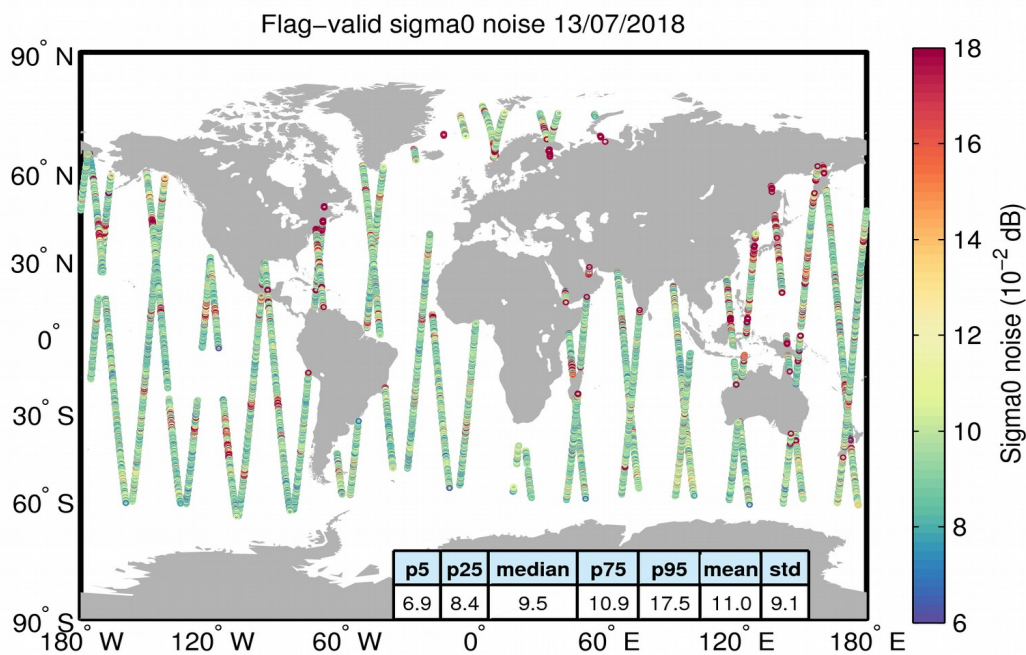 Flag−valid sigma0 noise 13/07/2018
90° N
60° N
30° N
0°
30° S
60° S
90° S
180° W
120° W
60° W
0°
60° E
120° E
180° E
p5 p25 median p75 p95 mean std
6.9 8.4 9.5 10.9 17.5 11.0 9.1
18
16
14
12
10
8
6
Sigma0 noise (10⁻² dB)